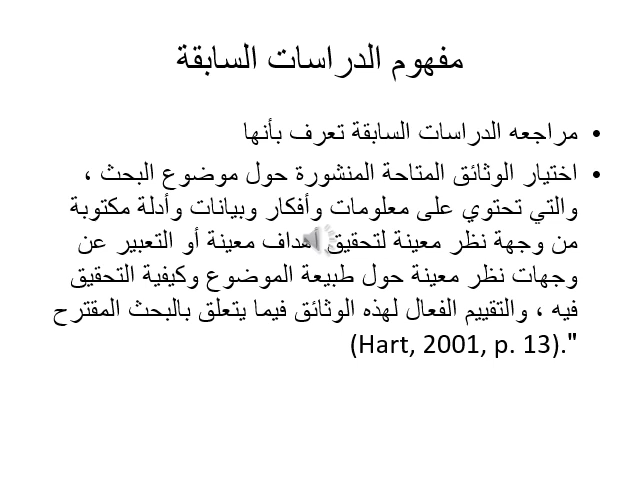 مفهوم الدراسات السابقة
• مراجعه الدراسات السابقة تعرف بأنها
• اختيار الوثائق المتاحة المنشورة حول موضوع البحث ،
والتي تحتوي على معلومات وأفكار وبيانات وأدلة مكتوبة
من وجهة نظر معينة لتحقيق أهداف معينة أو التعبير عن
وجهات نظر معينة حول طبيعة الموضوع وكيفية التحقيق
فيه ، والتقييم الفعال لهذه الوثائق فيما يتعلق بالبحث المقترح
".(Hart, 2001, p. 13)